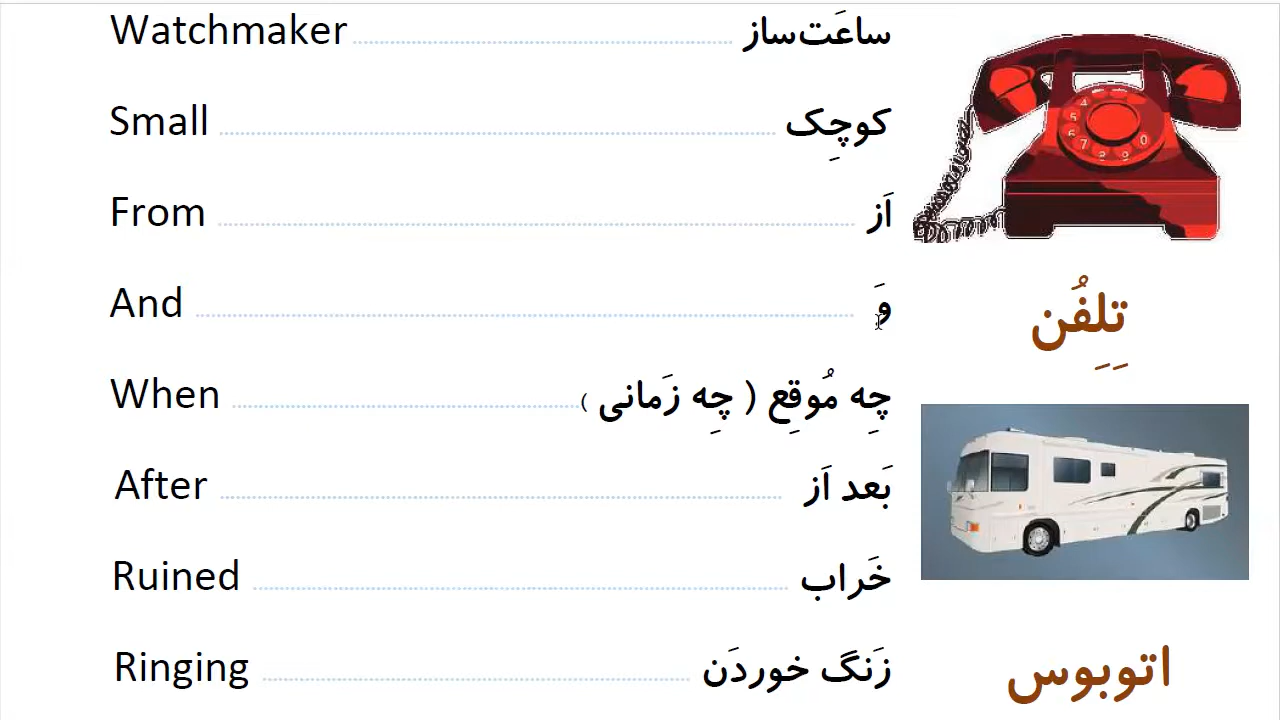 Watchmaker ساعَت‌ساز
Small کوچِک
From اَز
And وَ
When چِه مُوقِع ( چِه زَمانی )
After بَعد اَز
Ruined خَراب
Ringing زَنگ خوردَن
تِلِفُن
اتوبوس